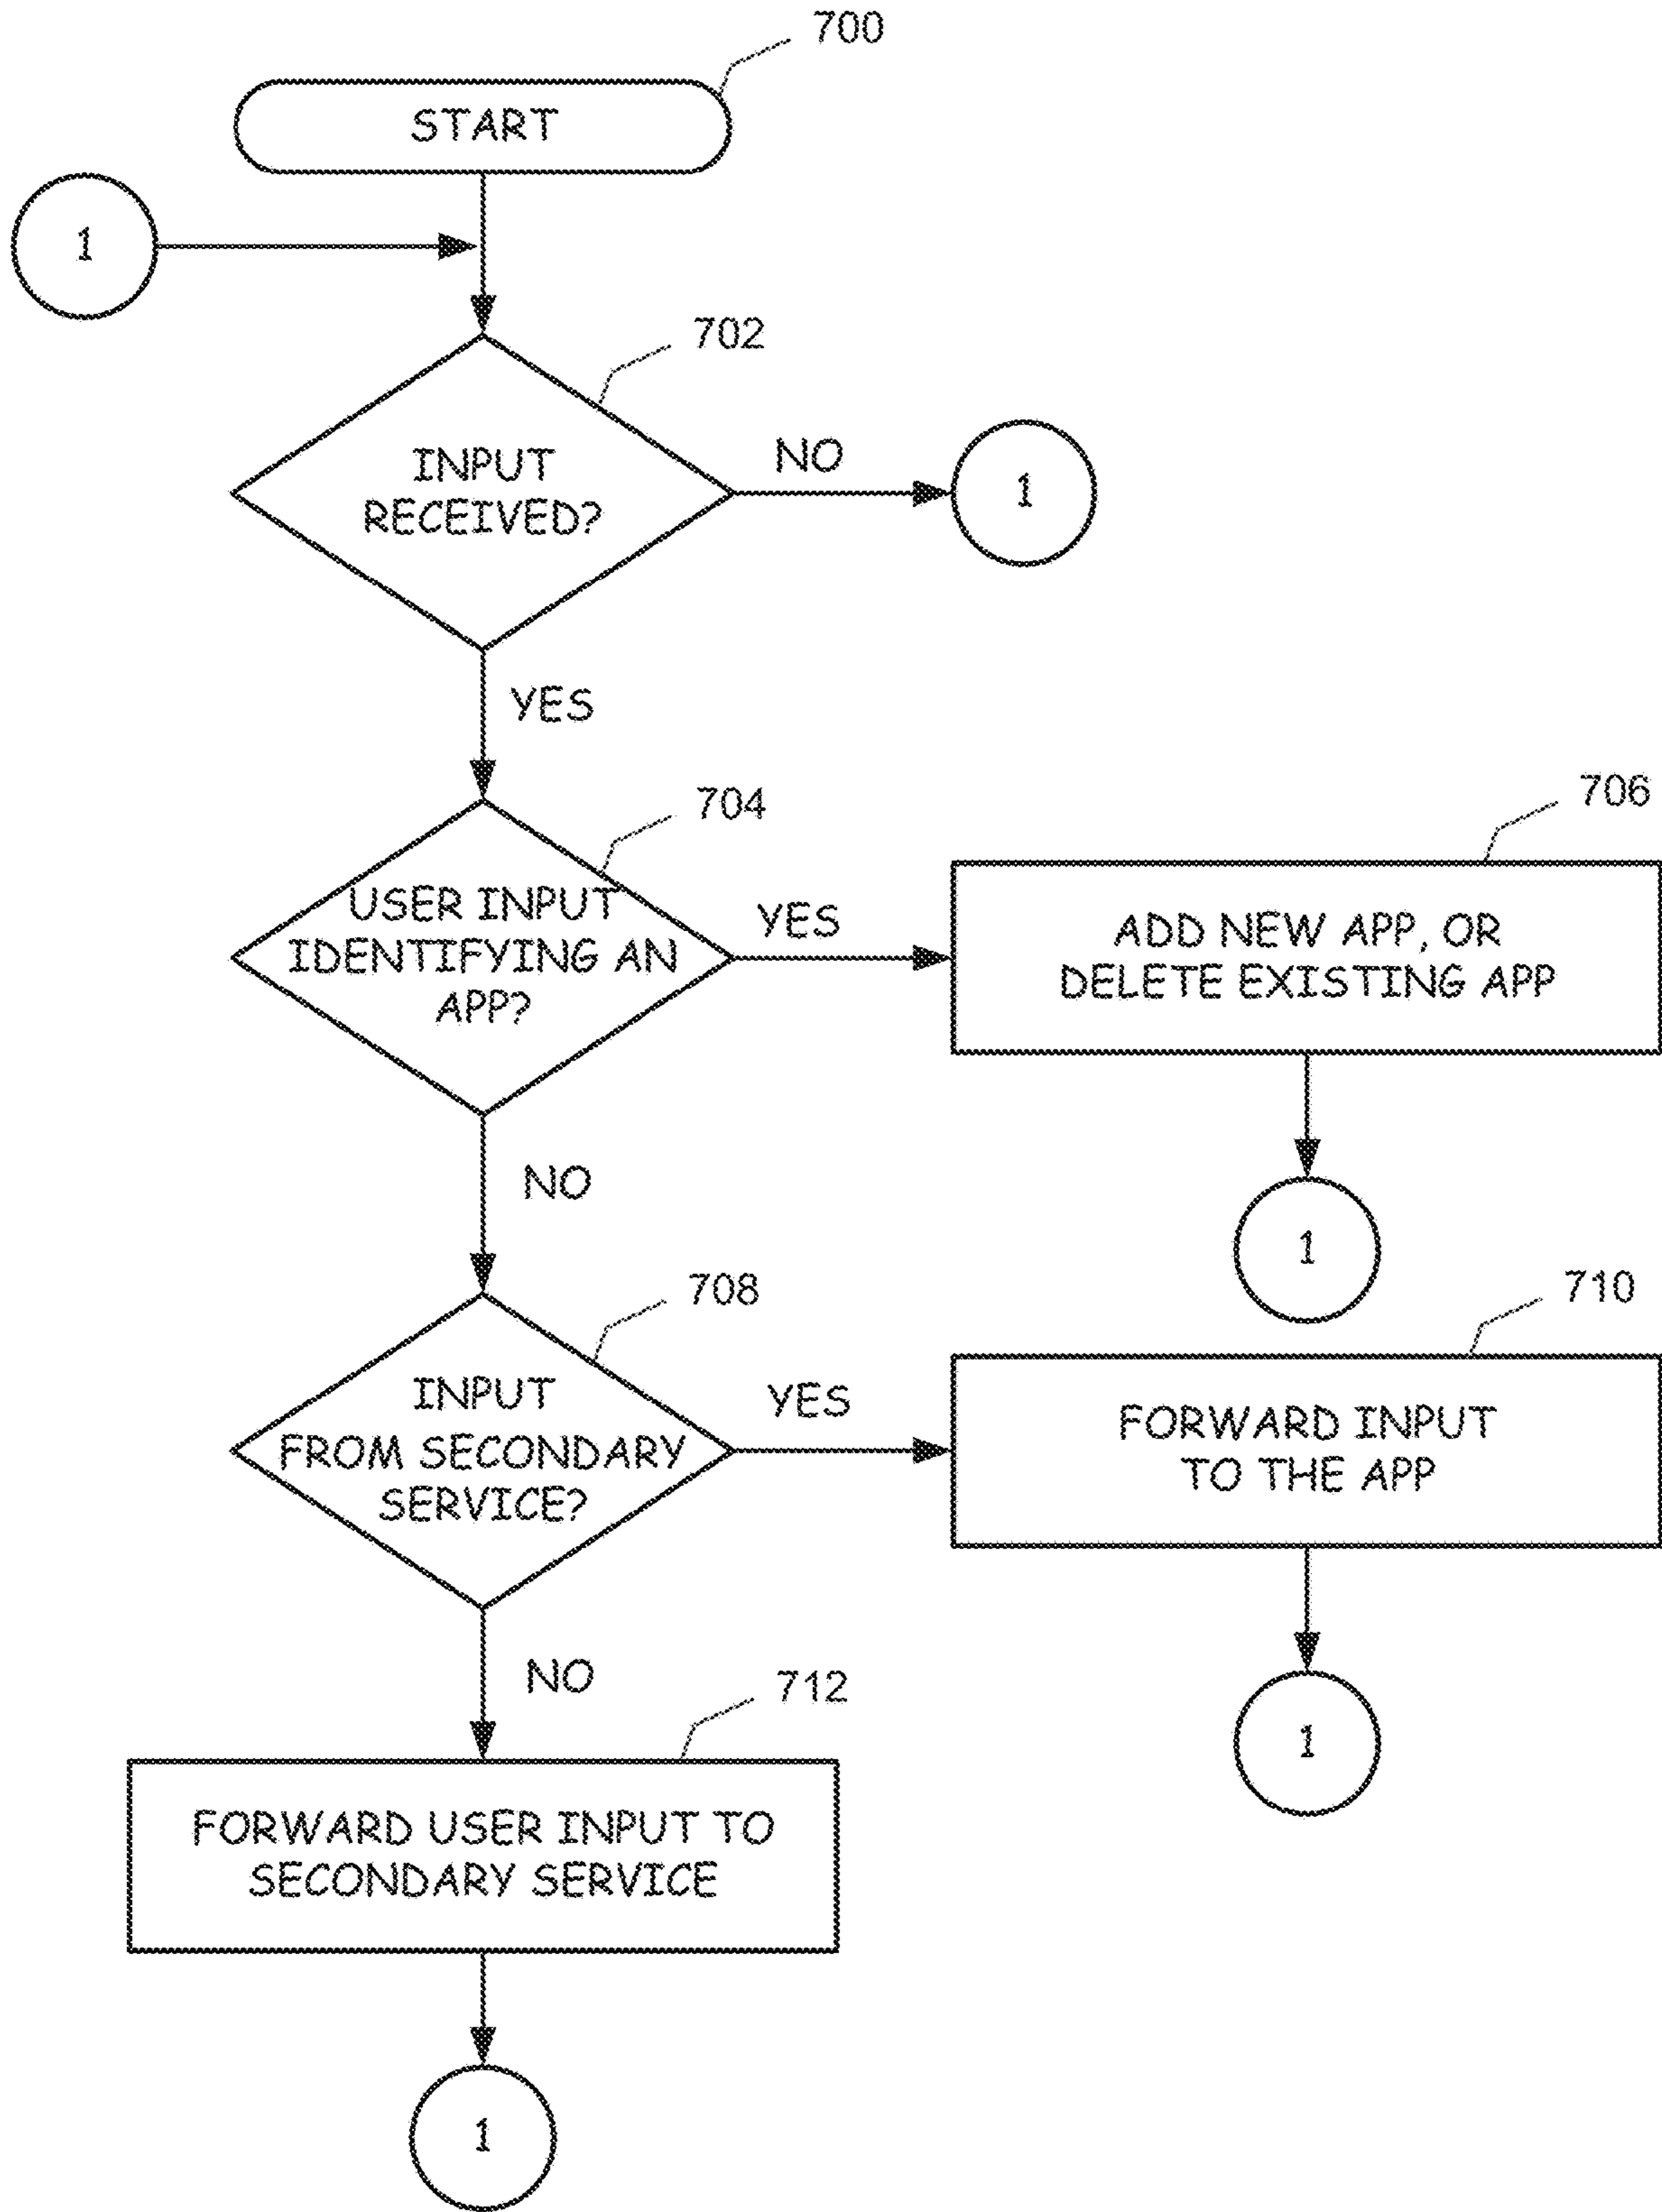 700
START
1
702
INPUT
RECEIVED?
NO
1
YES
704
USER INPUT
IDENTIFYING AN
APP?
YES
706
ADD NEW APP, OR
DELETE EXISTING APP
1
NO
708
INPUT
FROM SECONDARY
SERVICE?
YES
710
FORWARD INPUT
TO THE APP
1
NO
712
FORWARD USER INPUT TO
SECONDARY SERVICE
1